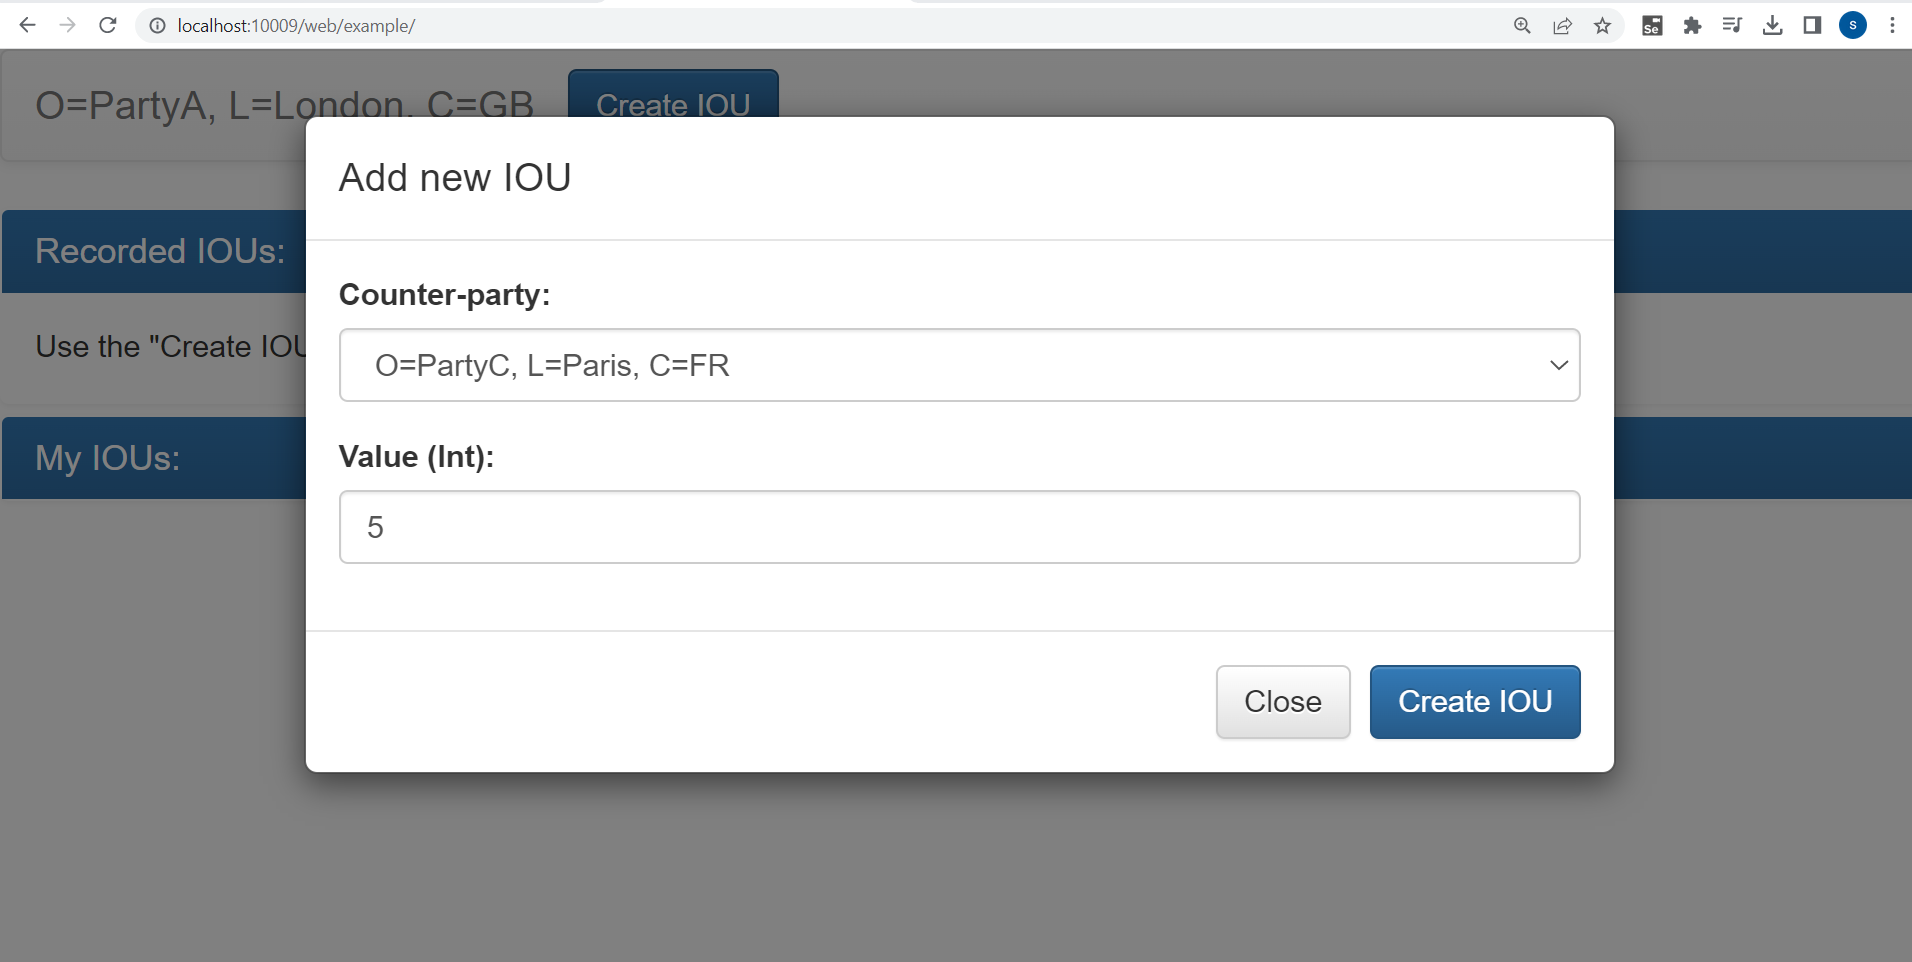 localhost:10009/web/example/
Se
S
O=PartyA, L=London, C=GB
Create IOU
Add new IOU
Recorded IOUs:
Counter-party:
Use the "Create IOU
O=PartyC, L=Paris, C=FR
My IOUs:
Value (Int):
5
Close
Create IOU